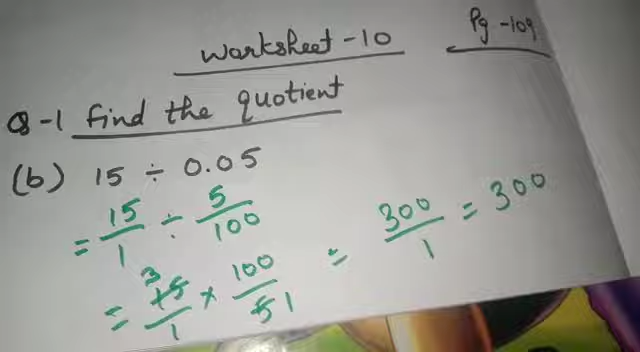 Worksheet-10
Pg-109
Q-1 find the quotient
(b) 15 ÷ 0.05
= 15/1 ÷ 5/100
= 3 15/1 × 100/5 1 = 300/1 = 300